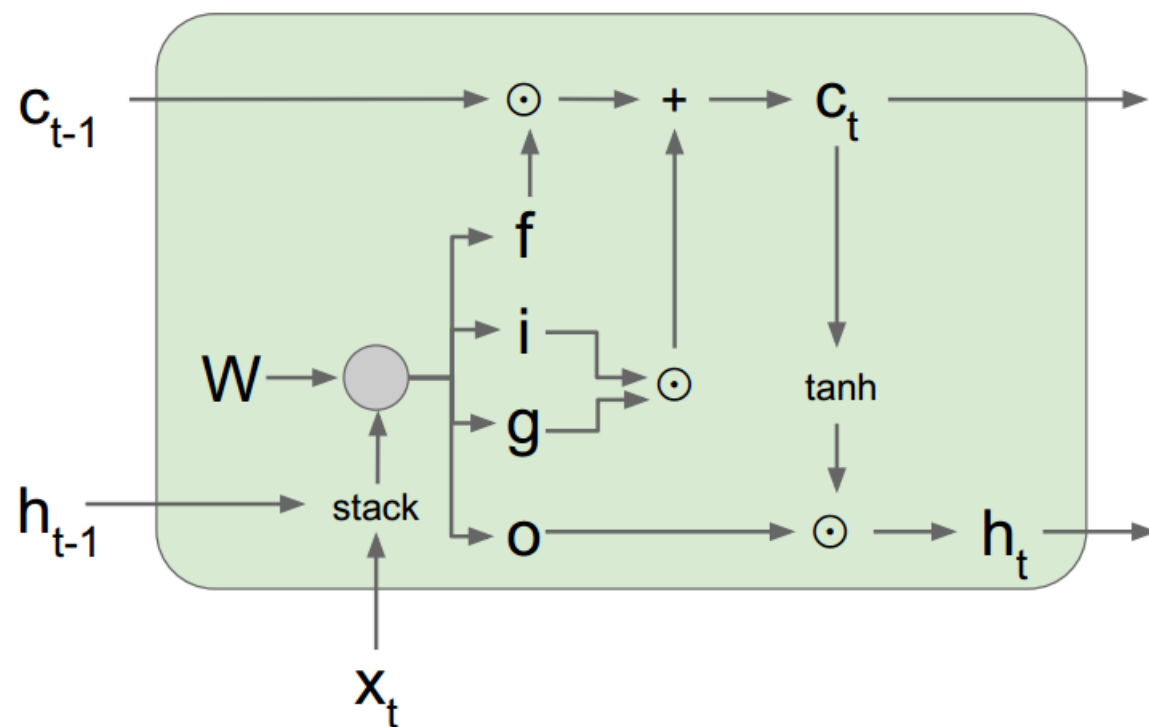 c_{t-1} ⊙ + c_t
f
i
W ⊙ tanh
g
h_{t-1} stack
o ⊙ h_t
x_t